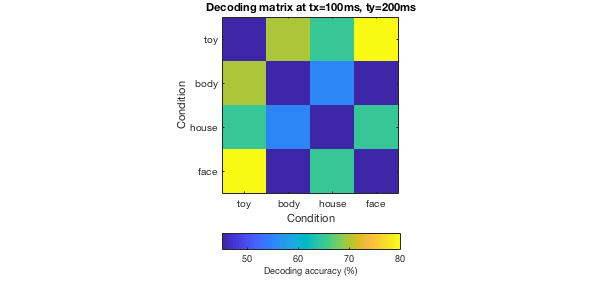 Decoding matrix at tx=100ms, ty=200ms
toy
body
house
face
Condition
toy body house face
Condition
50 60 70 80
Decoding accuracy (%)